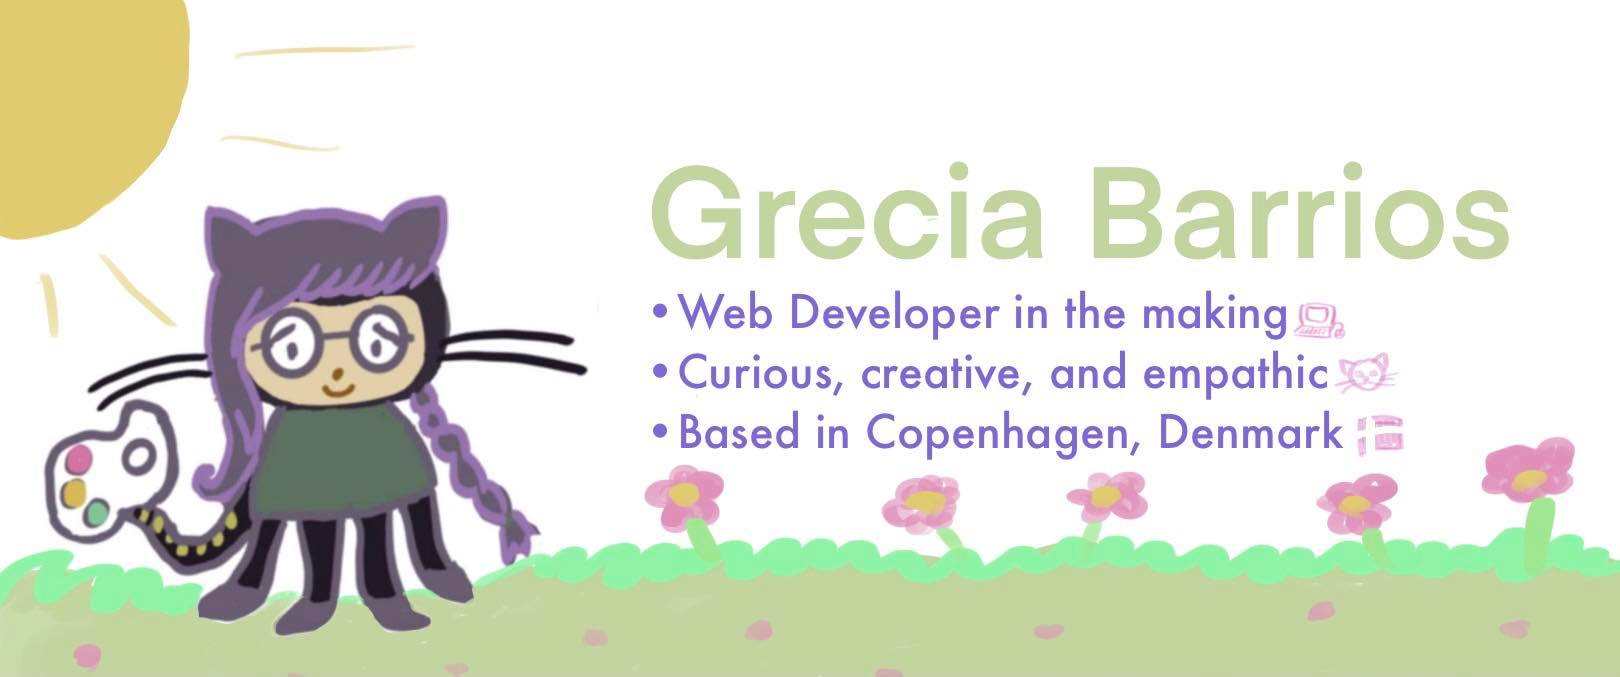 Grecia Barrios
•Web Developer in the making
•Curious, creative, and empathic
•Based in Copenhagen, Denmark